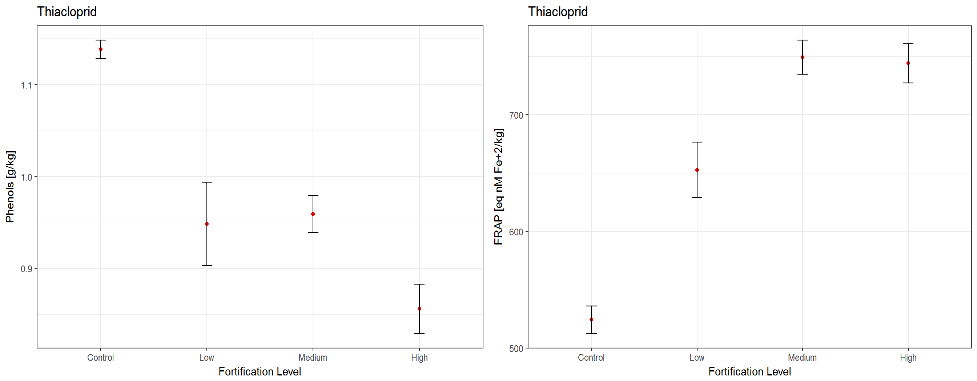 Thiacloprid
Phenols [g/kg]
1.1
1.0
0.9
Control Low Medium High
Fortification Level
Thiacloprid
FRAP [eq nM Fe+2/kg]
700
600
500
Control Low Medium High
Fortification Level